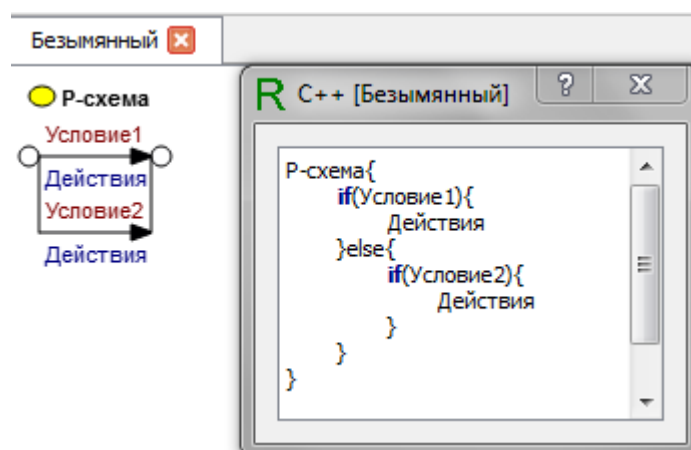 Безымянный
Р-схема
Условие1
Действия
Условие2
Действия
R C++ [Безымянный]
?
Р-схема{
if(Условие1){
Действия
}else{
if(Условие2){
Действия
}
}
}